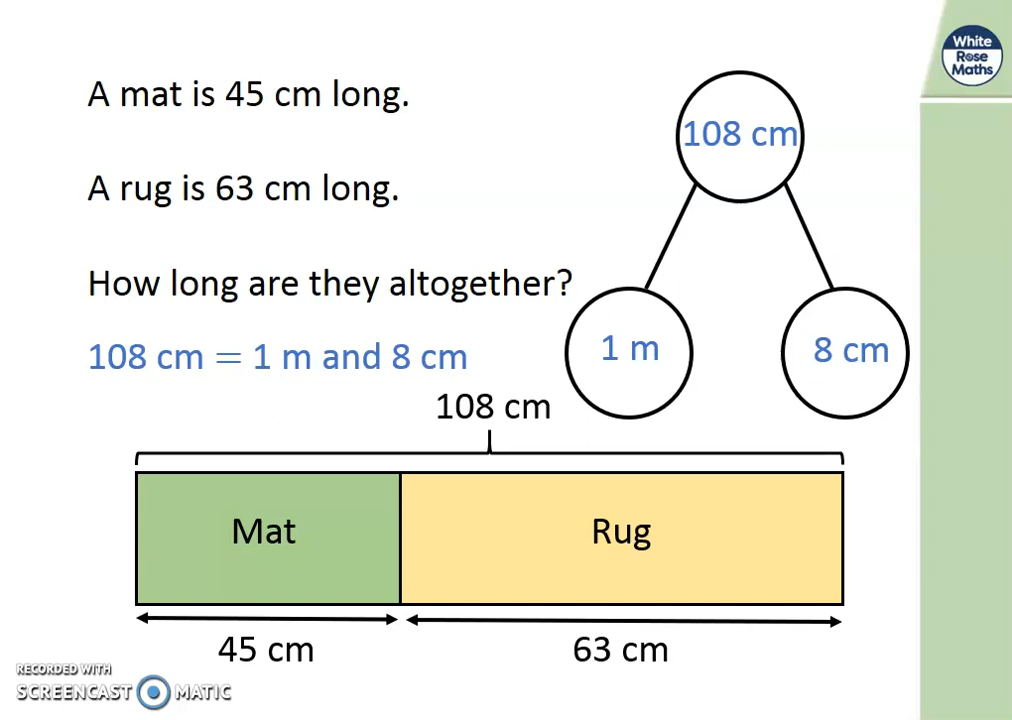 White
Rose
Maths
A mat is 45 cm long.
108 cm
A rug is 63 cm long.
How long are they altogether?
108 cm = 1 m and 8 cm
1 m
8 cm
108 cm
Mat
Rug
45 cm
63 cm
RECORDED WITH
SCREENCAST MATIC